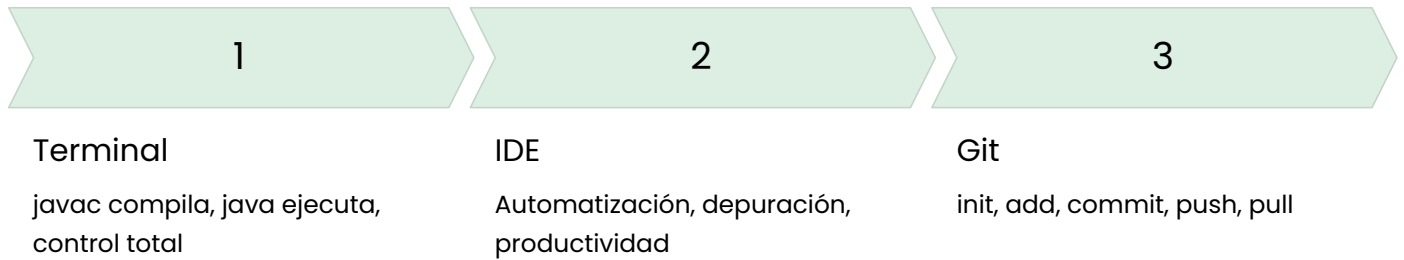 1
Terminal
javac compila, java ejecuta,
control total
2
IDE
Automatización, depuración,
productividad
3
Git
init, add, commit, push, pull